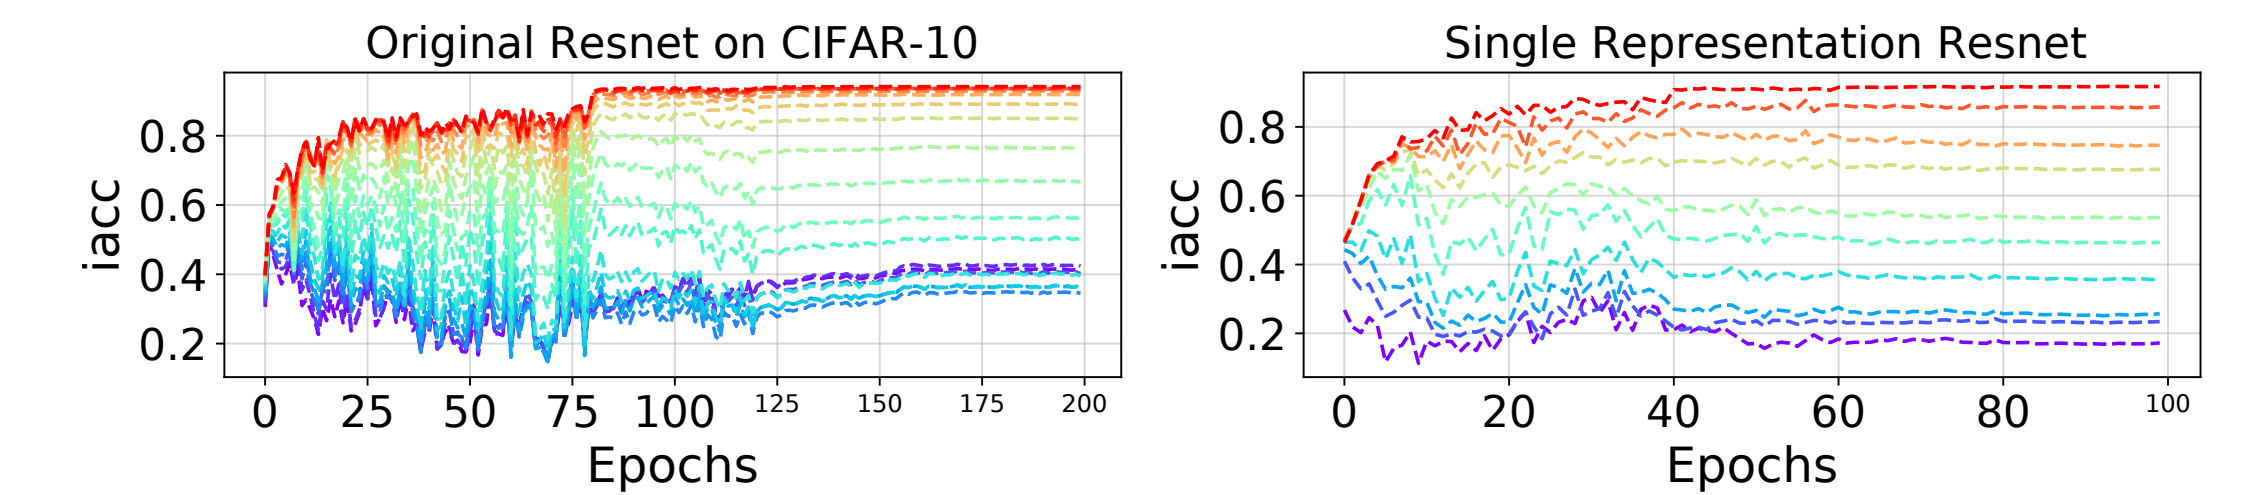 Original Resnet on CIFAR-10
iacc
0.8
0.6
0.4
0.2
0 25 50 75 100 125 150 175 200
Epochs
Single Representation Resnet
iacc
0.8
0.6
0.4
0.2
0 20 40 60 80 100
Epochs